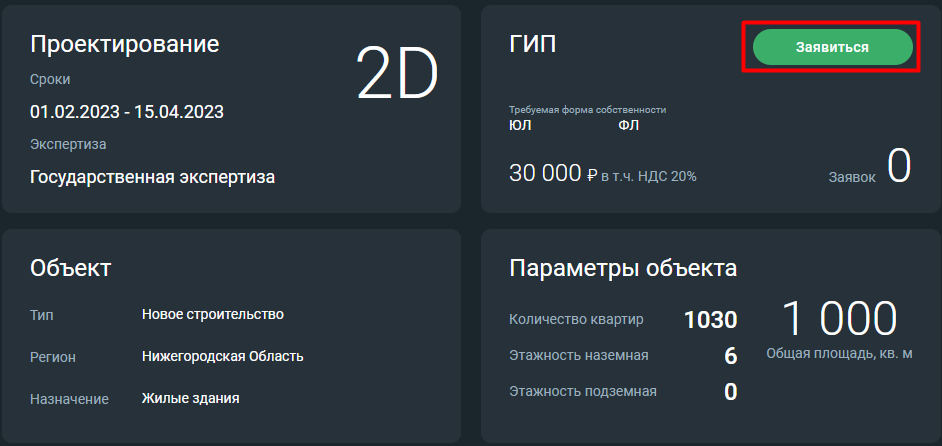 Проектирование
2D
Сроки
01.02.2023 - 15.04.2023
Экспертиза
Государственная экспертиза
ГИП
Заявиться
Требуемая форма собственности
ЮЛ ФЛ
30 000 ₽ в т.ч. НДС 20%
Заявок 0
Объект
Тип Новое строительство
Регион Нижегородская Область
Назначение Жилые здания
Параметры объекта
Количество квартир 1030
Этажность наземная 6
Этажность подземная 0
1 000
Общая площадь, кв. м